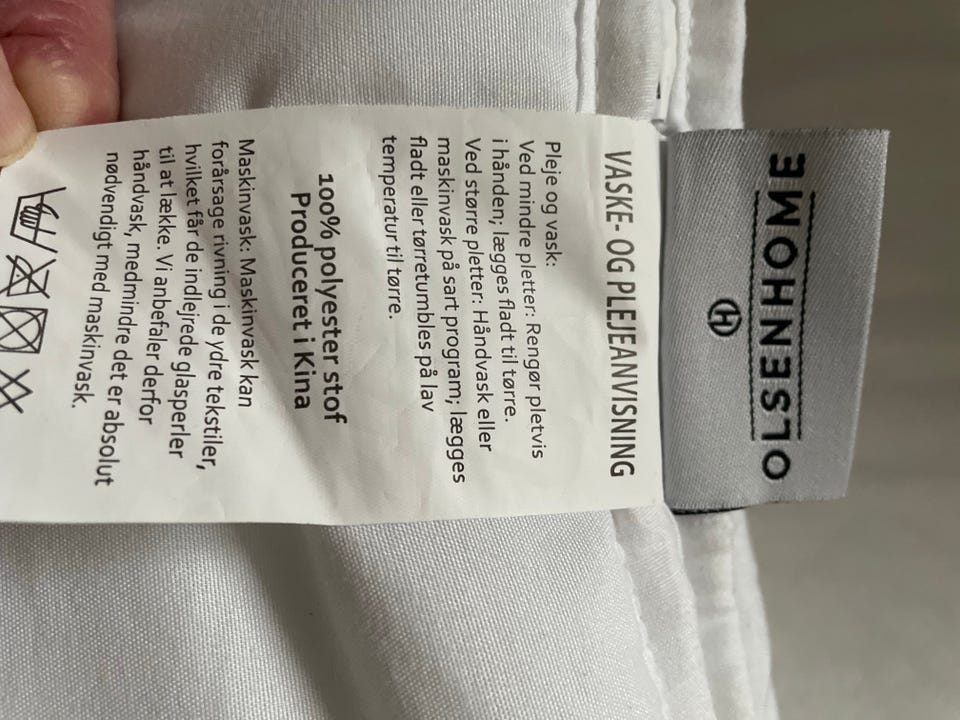 OLSENHOME
H
VASKE- OG PLEJEANVISNING
Pleje og vask:
Ved mindre pletter: Rengør pletvis
i hånden; lægges fladt til tørre.
Ved større pletter: Håndvask eller
maskinvask på sart program; lægges
fladt eller tørretumbles på lav
temperatur til tørre.
100% polyester stof
Produceret i Kina
Maskinvask: Maskinvask kan
forårsage rivning i de ydre tekstiler,
hvilket får de indlejrede glasperler
til at lække. Vi anbefaler derfor
håndvask, medmindre det er absolut
nødvendigt med maskinvask.